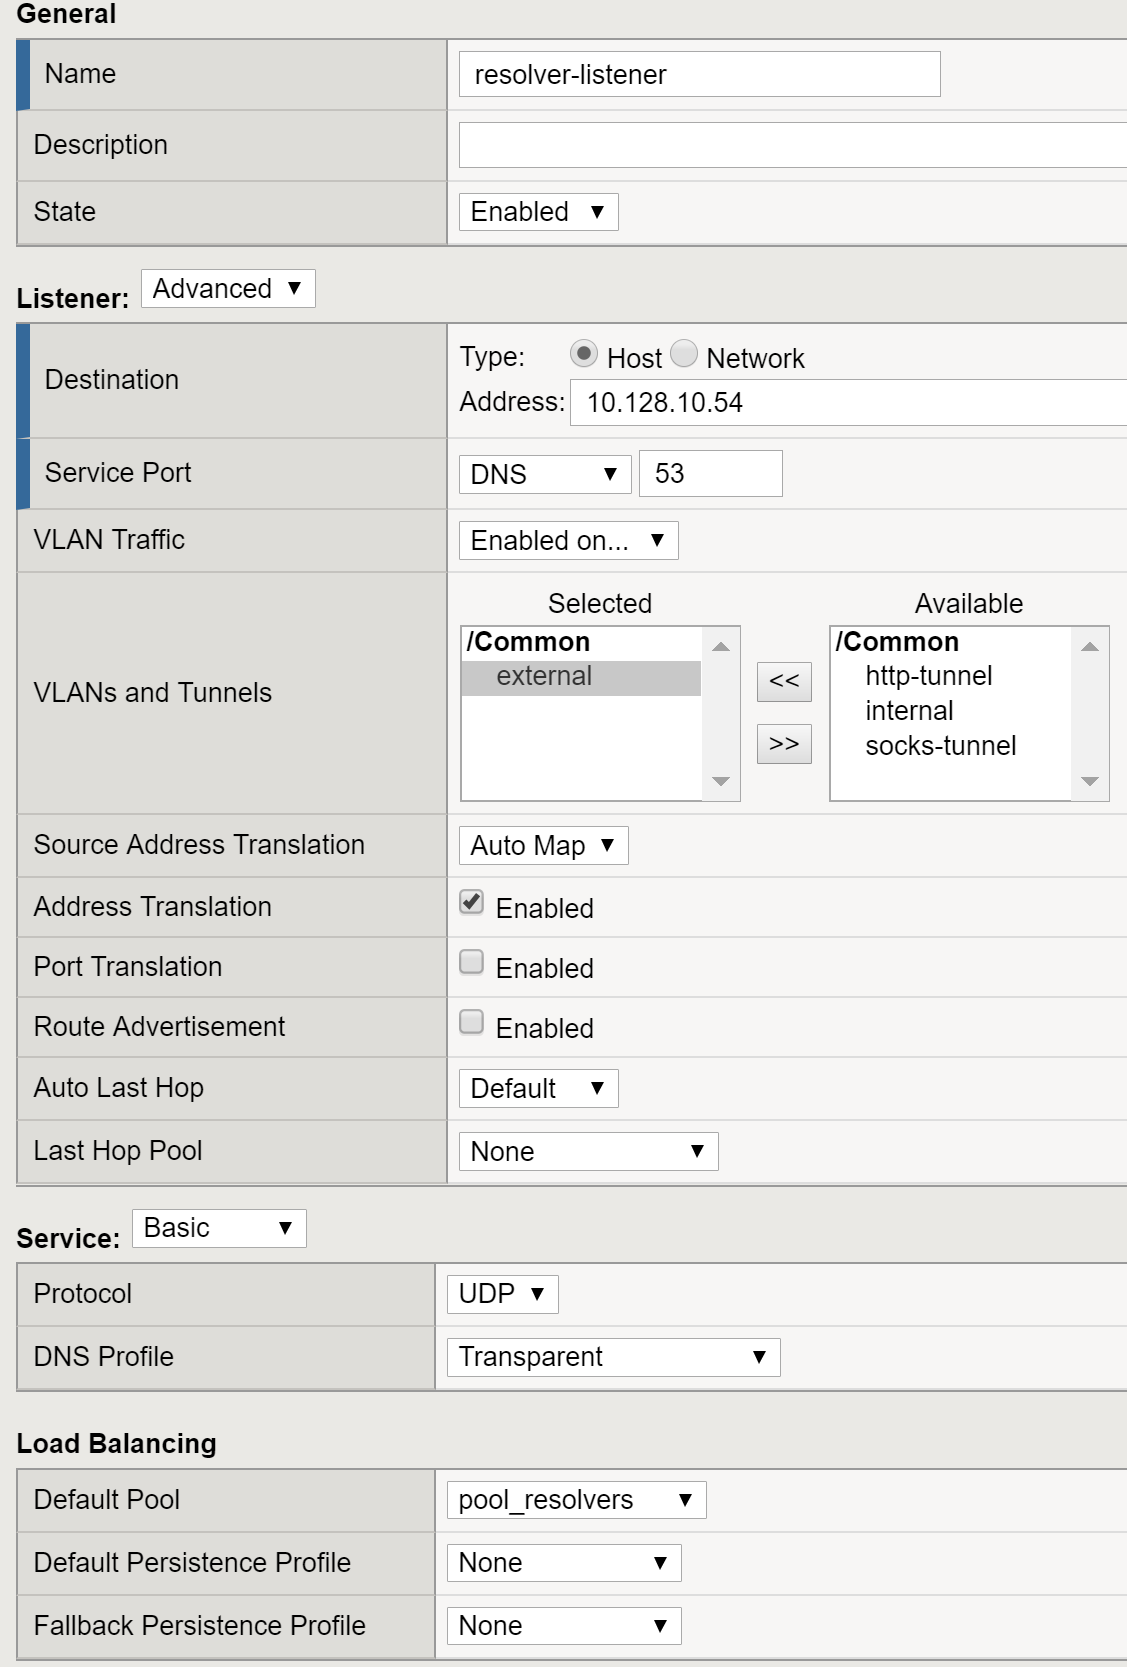 General
Name resolver-listener
Description
State Enabled
Listener: Advanced
Destination Type: Host Network
Address: 10.128.10.54
Service Port DNS 53
VLAN Traffic Enabled on...
VLANs and Tunnels
Selected Available
/Common /Common
external << http-tunnel
internal
>> socks-tunnel
Source Address Translation Auto Map
Address Translation Enabled
Port Translation Enabled
Route Advertisement Enabled
Auto Last Hop Default
Last Hop Pool None
Service: Basic
Protocol UDP
DNS Profile Transparent
Load Balancing
Default Pool pool_resolvers
Default Persistence Profile None
Fallback Persistence Profile None